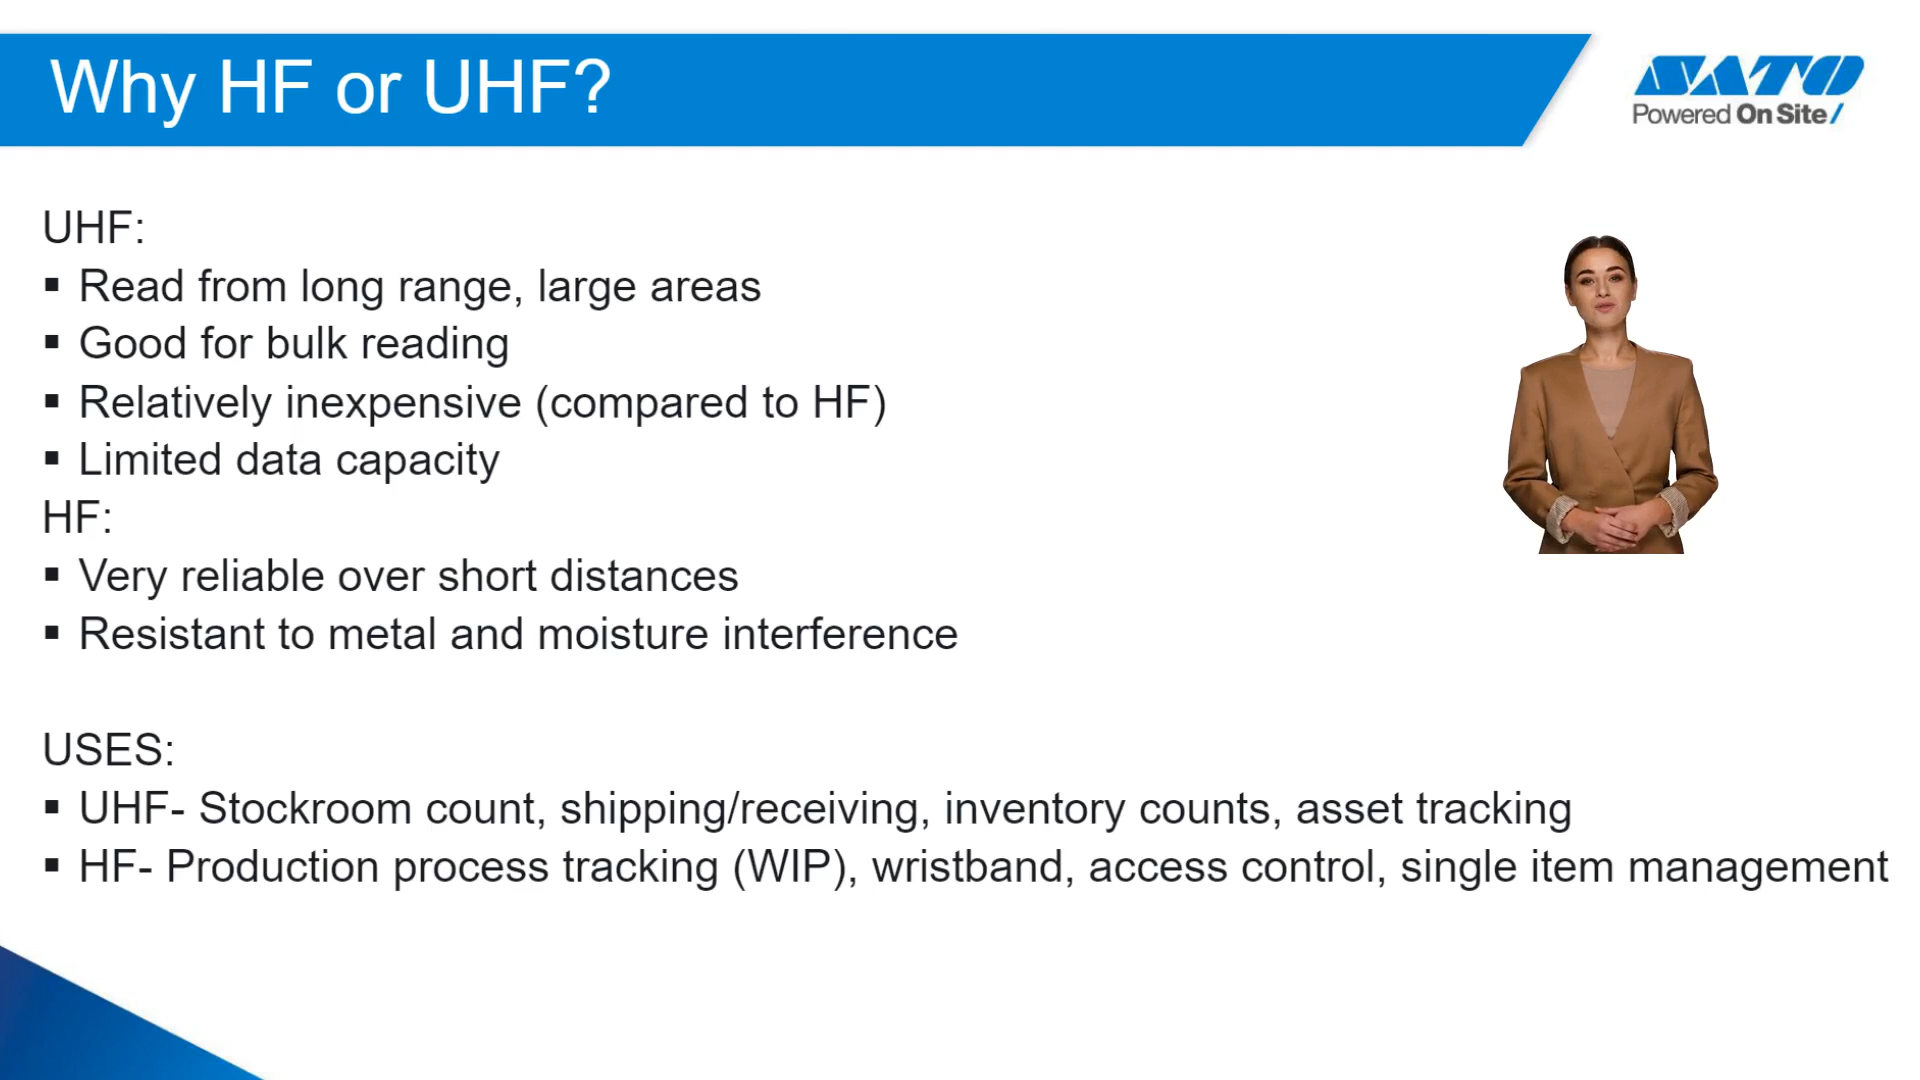 Why HF or UHF?
SATO
Powered On Site/
UHF:
▪ Read from long range, large areas
▪ Good for bulk reading
▪ Relatively inexpensive (compared to HF)
▪ Limited data capacity
HF:
▪ Very reliable over short distances
▪ Resistant to metal and moisture interference
USES:
▪ UHF- Stockroom count, shipping/receiving, inventory counts, asset tracking
▪ HF- Production process tracking (WIP), wristband, access control, single item management